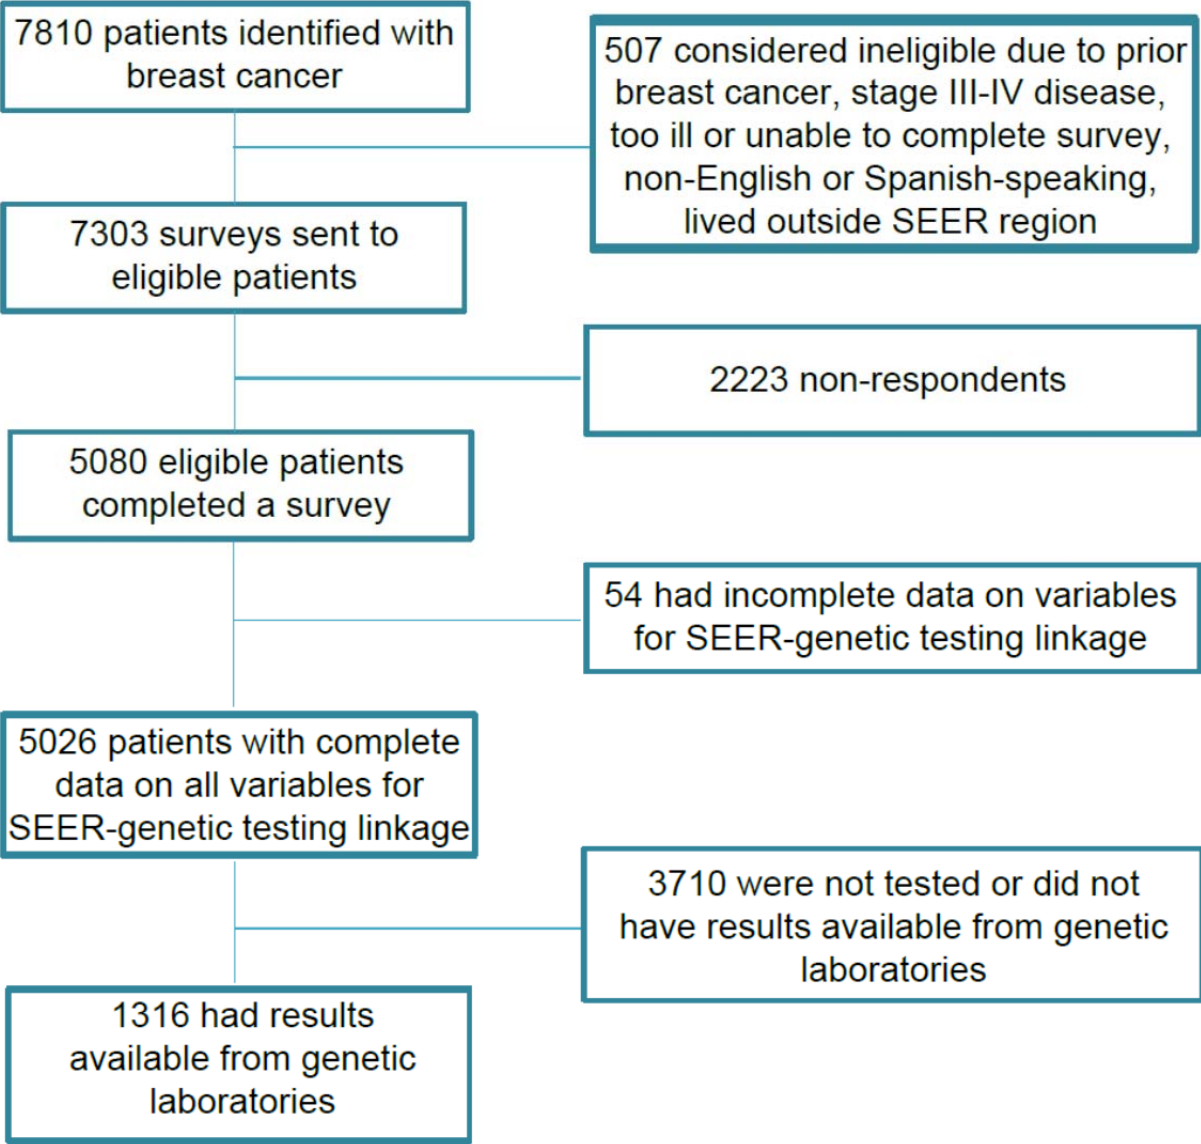 7810 patients identified with
breast cancer
507 considered ineligible due to prior
breast cancer, stage III-IV disease,
too ill or unable to complete survey,
non-English or Spanish-speaking,
lived outside SEER region
7303 surveys sent to
eligible patients
2223 non-respondents
5080 eligible patients
completed a survey
54 had incomplete data on variables
for SEER-genetic testing linkage
5026 patients with complete
data on all variables for
SEER-genetic testing linkage
3710 were not tested or did not
have results available from genetic
laboratories
1316 had results
available from genetic
laboratories